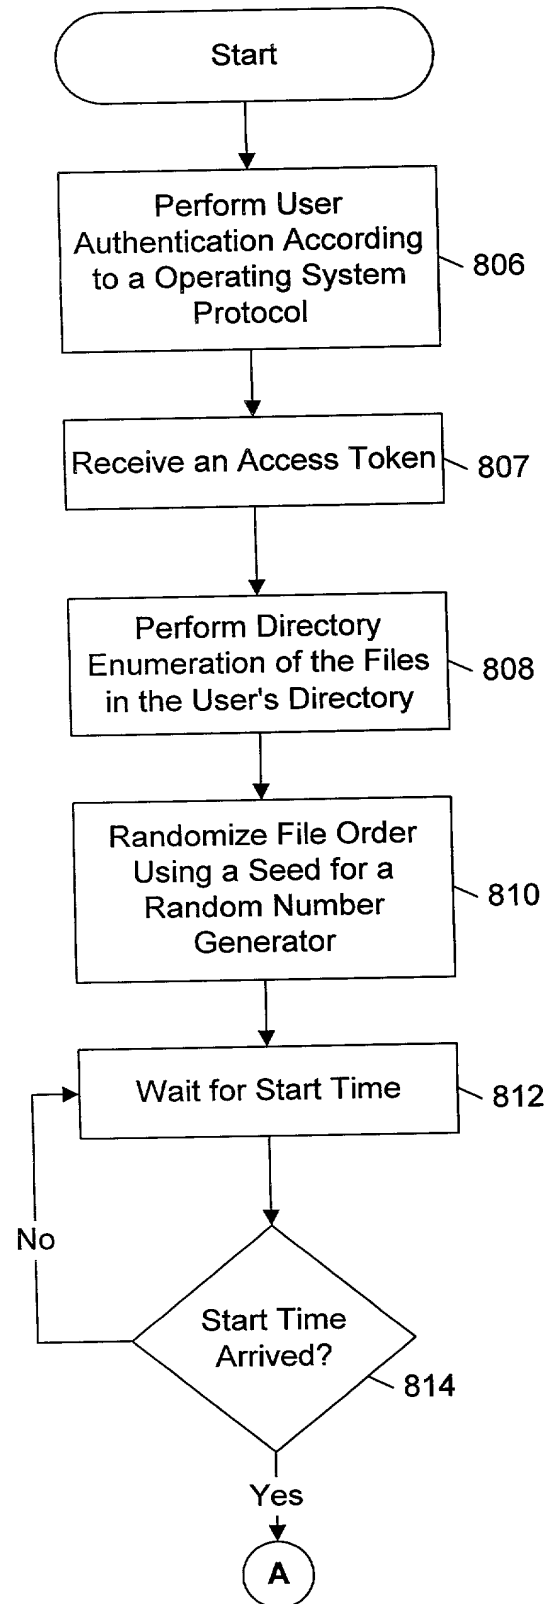 Start
Perform User
Authentication According
to a Operating System
Protocol
806
Receive an Access Token
807
Perform Directory
Enumeration of the Files
in the User's Directory
808
Randomize File Order
Using a Seed for a
Random Number
Generator
810
Wait for Start Time
812
No
Start Time
Arrived?
814
Yes
A